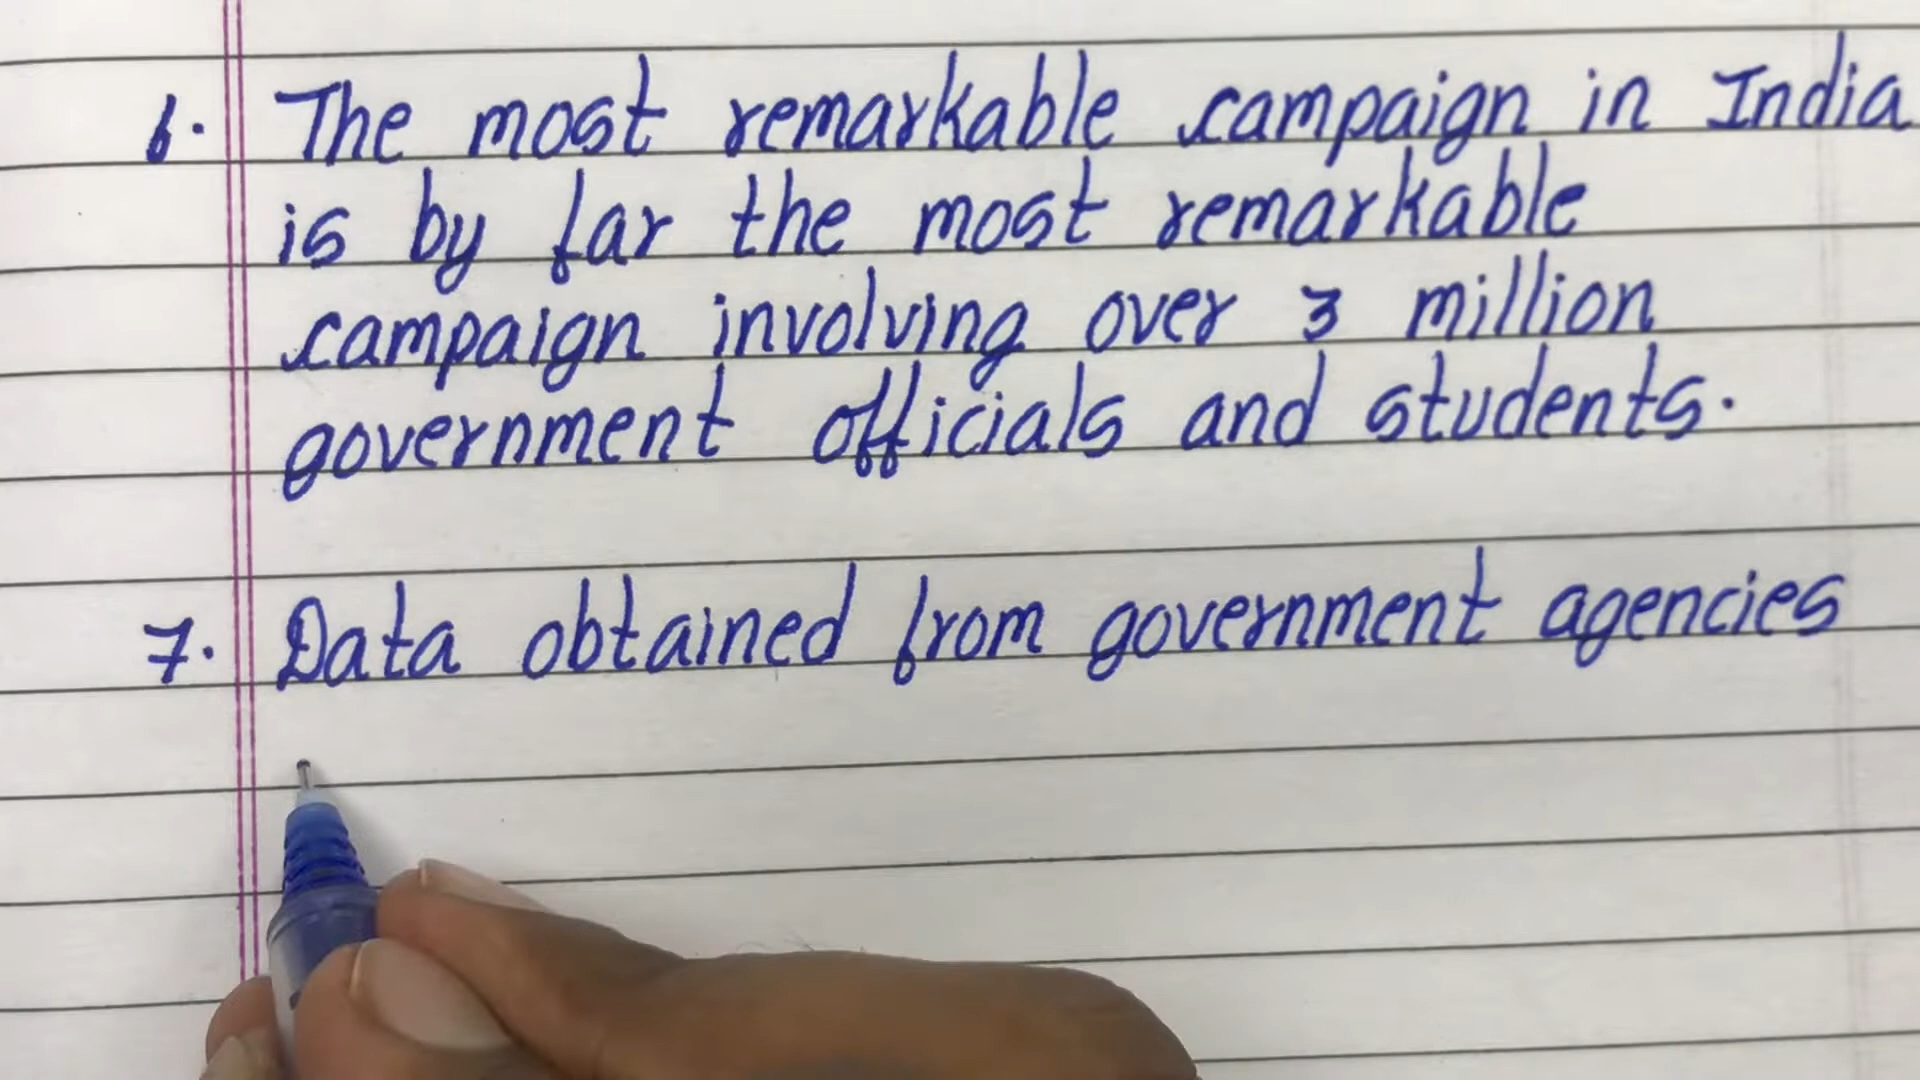 6. The most remarkable campaign in India
is by far the most remarkable
campaign involving over 3 million
government officials and students.
7. Data obtained from government agencies